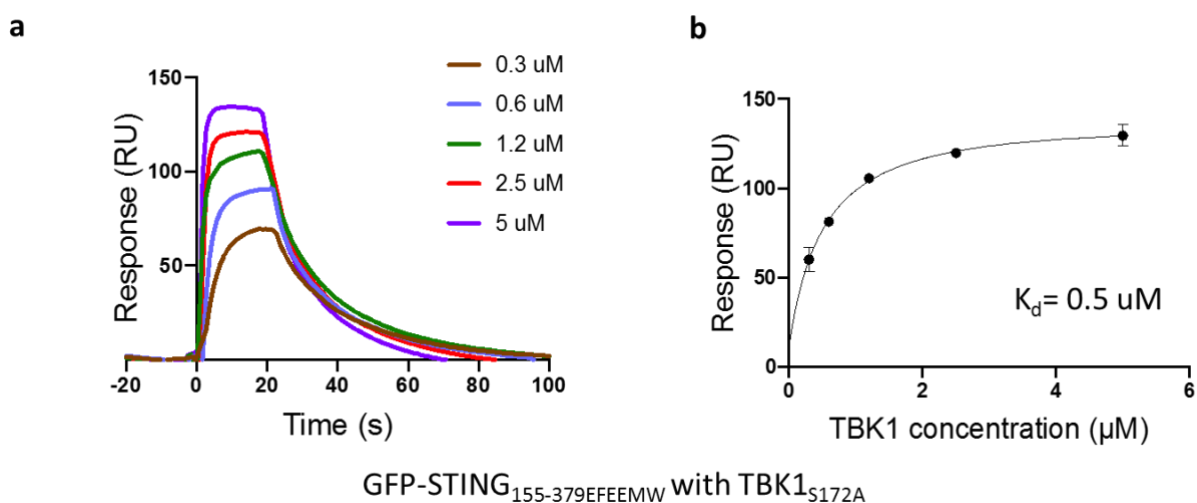 a
b
150
100
50
Response (RU)
-20 0 20 40 60 80 100
Time (s)
0.3 uM
0.6 uM
1.2 uM
2.5 uM
5 uM
150
100
50
0
Response (RU)
0 2 4 6
TBK1 concentration (μM)
Kd= 0.5 uM
GFP-STING155-379EFEEMW with TBK1S172A